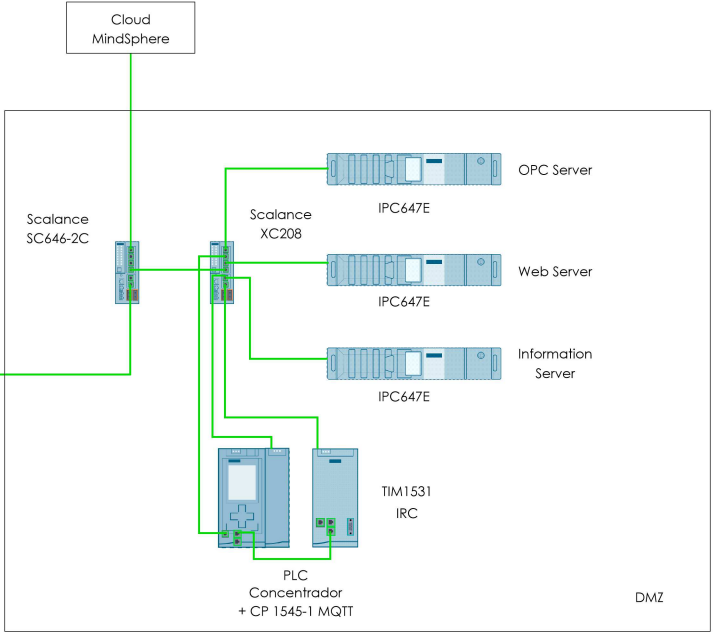 Cloud
MindSphere
OPC Server
IPC647E
Scalance
SC646-2C
Scalance
XC208
Web Server
IPC647E
Information
Server
IPC647E
TIM1531
IRC
PLC
Concentrador
+ CP 1545-1 MQTT
DMZ